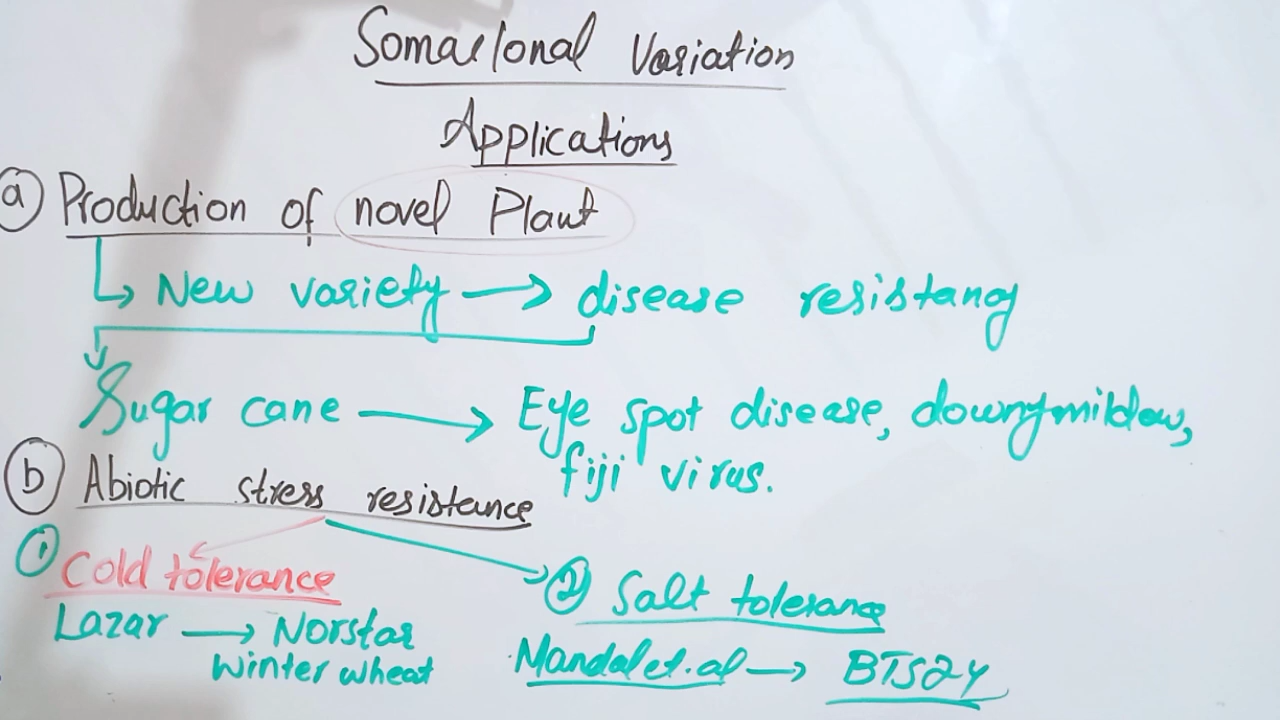 Somaclonal Variation
Applications
a Production of novel Plant
New variety → disease resistancy
Sugar cane → Eye spot disease, downy mildew,
fiji virus.
b Abiotic stress resistance
1 Cold tolerance
2 Salt tolerance
Lazar → Norstar
Winter wheat
Mandal et.al → BTS24